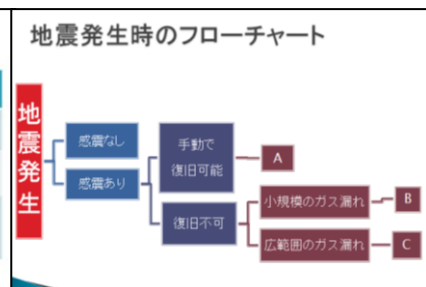 地震発生時のフローチャート
地震発生
感震なし
感震あり
手動で
復旧可能
A
復旧不可
小規模のガス漏れ
B
広範囲のガス漏れ
C